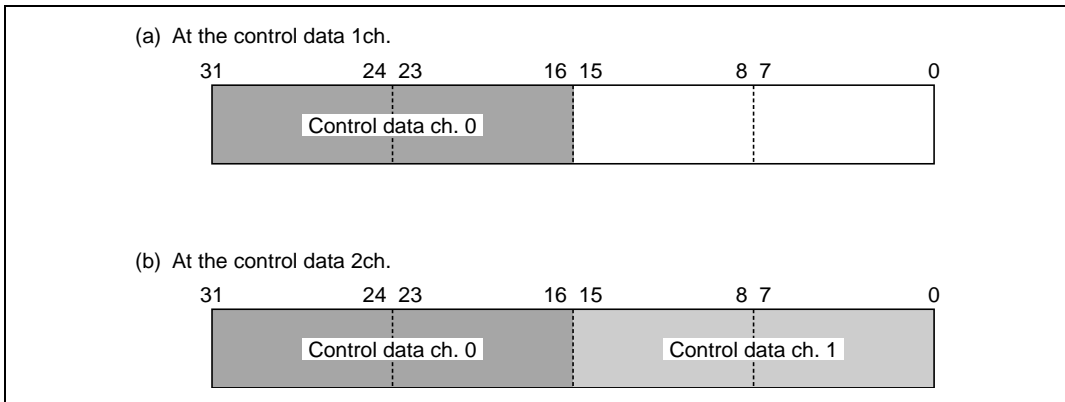 (a) At the control data 1ch.
31 24 23 16 15 8 7 0
Control data ch. 0
(b) At the control data 2ch.
31 24 23 16 15 8 7 0
Control data ch. 0 Control data ch. 1